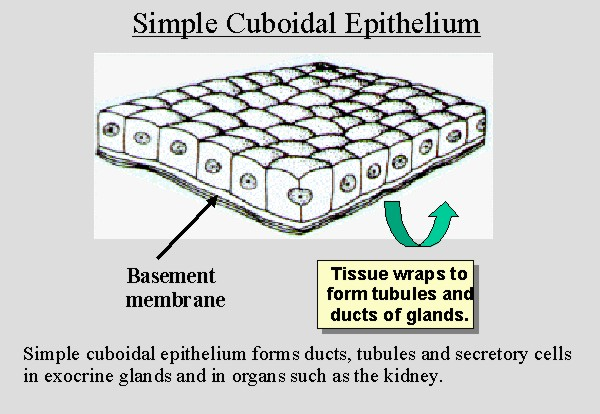 Simple Cuboidal Epithelium
Basement
membrane
Tissue wraps to
form tubules and
ducts of glands.
Simple cuboidal epithelium forms ducts, tubules and secretory cells
in exocrine glands and in organs such as the kidney.